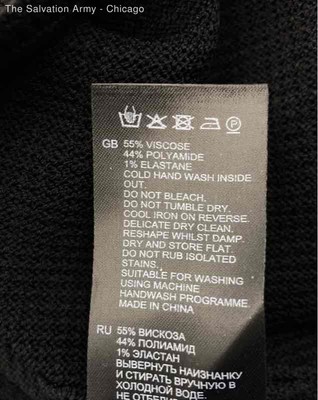 The Salvation Army - Chicago
P
GB 55% VISCOSE
44% POLYAMIDE
1% ELASTANE
COLD HAND WASH INSIDE
OUT.
DO NOT BLEACH.
DO NOT TUMBLE DRY.
COOL IRON ON REVERSE.
DELICATE DRY CLEAN.
RESHAPE WHILST DAMP.
DRY AND STORE FLAT.
DO NOT RUB ISOLATED
STAINS.
SUITABLE FOR WASHING
USING MACHINE
HANDWASH PROGRAMME.
MADE IN CHINA
RU 55% ВИСКОЗА
44% ПОЛИАМИД
1% ЭЛАСТАН
ВЫВЕРНУТЬ НАИЗНАНКУ
И СТИРАТЬ ВРУЧНУЮ В
ХОЛОДНОЙ ВОДЕ.